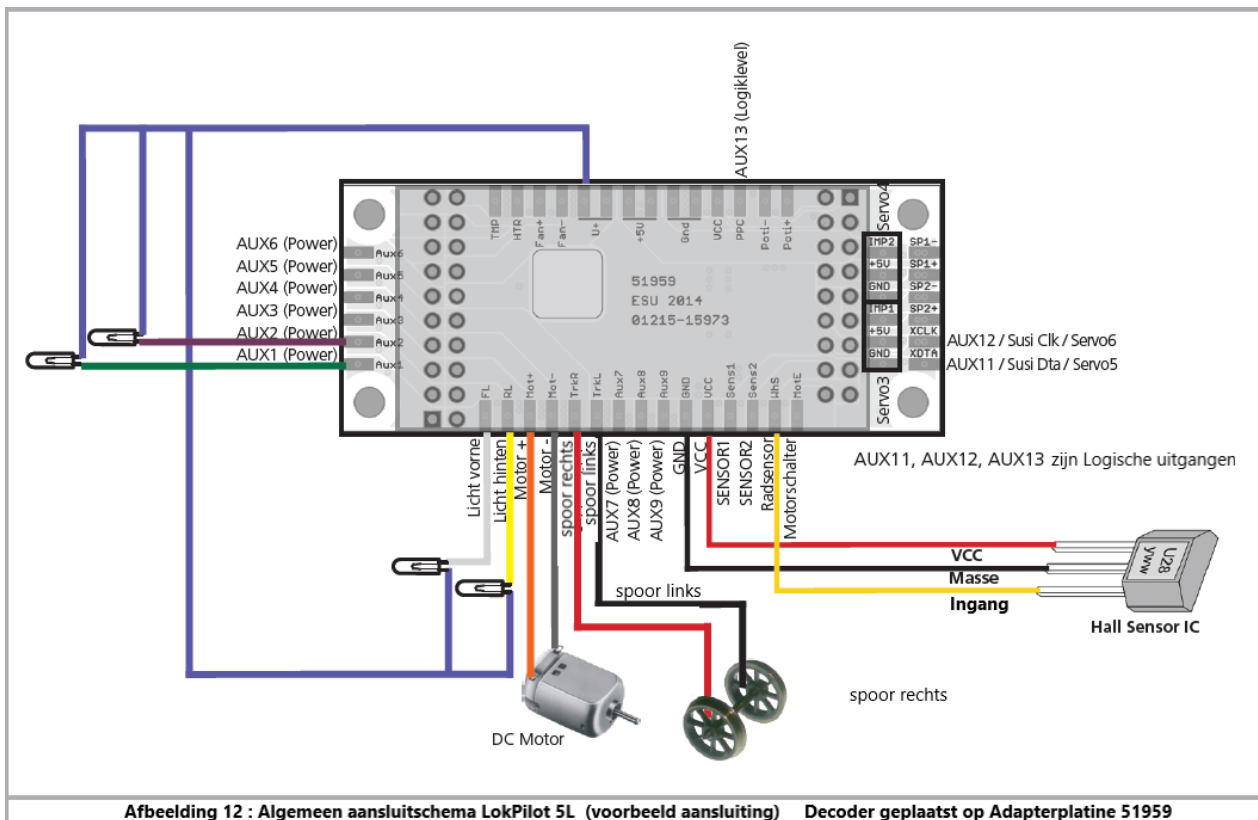 AUX13 (Logiklevel)
TMP
HTR
Fan+
Fan-
U+
+5V
Gnd
VCC
PPC
Poti-
Poti+
Servo4
AUX6 (Power)
AUX5 (Power)
AUX4 (Power)
AUX3 (Power)
AUX2 (Power)
AUX1 (Power)
Aux6
Aux5
Aux4
Aux3
Aux2
Aux1
51959
ESU 2014
01215-15973
IMP2
+5V
GND
IMP1
+5V
GND
SP1-
SP1+
SP2-
SP2+
XCLK
XDTA
AUX12 / Susi Clk / Servo6
AUX11 / Susi Dta / Servo5
Servo3
FL
RL
Mot+
Mot-
TrkR
TrkL
Aux7
Aux8
Aux9
GND
VCC
Sens1
Sens2
WhS
MotE
Licht vorne
Licht hinten
Motor +
Motor -
spoor rechts
spoor links
AUX7 (Power)
AUX8 (Power)
AUX9 (Power)
GND
VCC
SENSOR1
SENSOR2
Radsensor
Motorschalter
AUX11, AUX12, AUX13 zijn Logische uitgangen
VCC
Masse
Ingang
U28
yww
Hall Sensor IC
spoor links
spoor rechts
DC Motor
Afbeelding 12 : Algemeen aansluitschema LokPilot 5L (voorbeeld aansluiting) Decoder geplaatst op Adapterplatine 51959